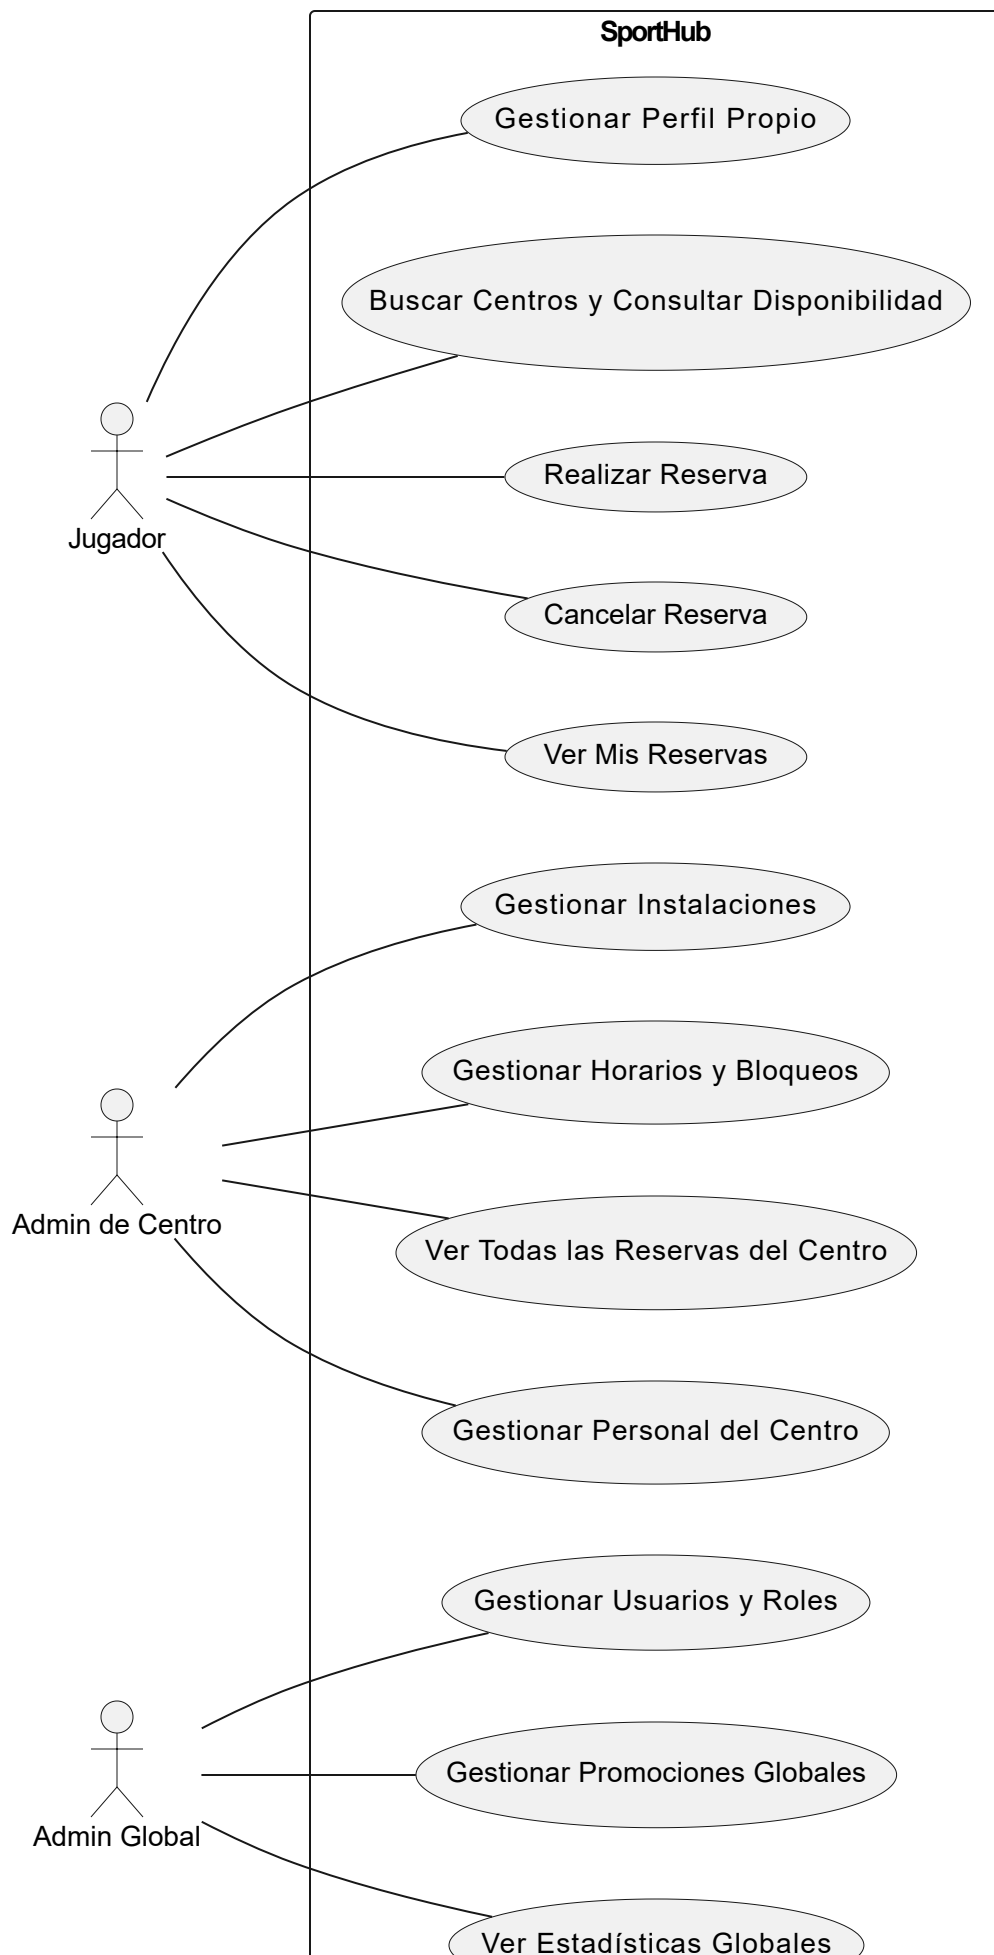 SportHub
Gestionar Perfil Propio
Buscar Centros y Consultar Disponibilidad
Realizar Reserva
Jugador
Cancelar Reserva
Ver Mis Reservas
Gestionar Instalaciones
Gestionar Horarios y Bloqueos
Admin de Centro
Ver Todas las Reservas del Centro
Gestionar Personal del Centro
Gestionar Usuarios y Roles
Gestionar Promociones Globales
Admin Global
Ver Estadísticas Globales